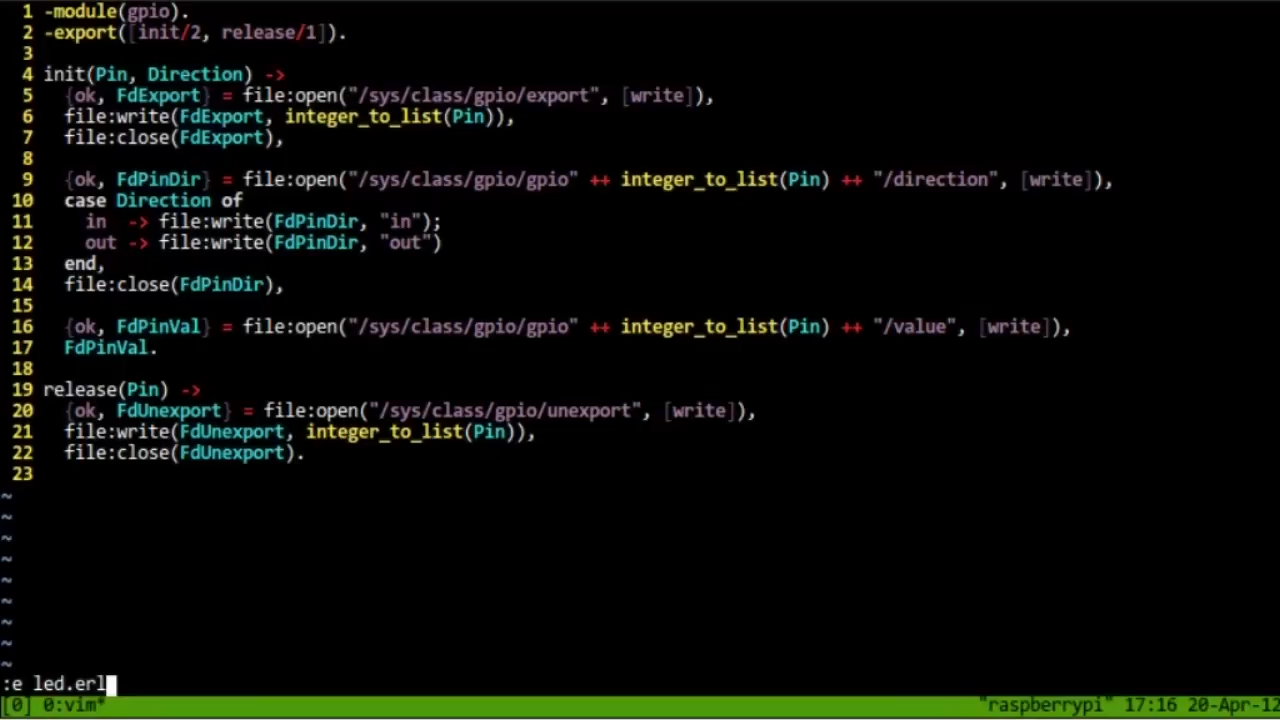 1 -module(gpio).
2 -export([init/2, release/1]).
3
4 init(Pin, Direction) ->
5   {ok, FdExport} = file:open("/sys/class/gpio/export", [write]),
6   file:write(FdExport, integer_to_list(Pin)),
7   file:close(FdExport),
8
9   {ok, FdPinDir} = file:open("/sys/class/gpio/gpio" ++ integer_to_list(Pin) ++ "/direction", [write]),
10   case Direction of
11     in  -> file:write(FdPinDir, "in");
12     out -> file:write(FdPinDir, "out")
13   end,
14   file:close(FdPinDir),
15
16   {ok, FdPinVal} = file:open("/sys/class/gpio/gpio" ++ integer_to_list(Pin) ++ "/value", [write]),
17   FdPinVal.
18
19 release(Pin) ->
20   {ok, FdUnexport} = file:open("/sys/class/gpio/unexport", [write]),
21   file:write(FdUnexport, integer_to_list(Pin)),
22   file:close(FdUnexport).
23
~
~
~
~
~
~
~
~
~
:e led.erl
[0] 0:vim* "raspberrypi" 17:16 20-Apr-12